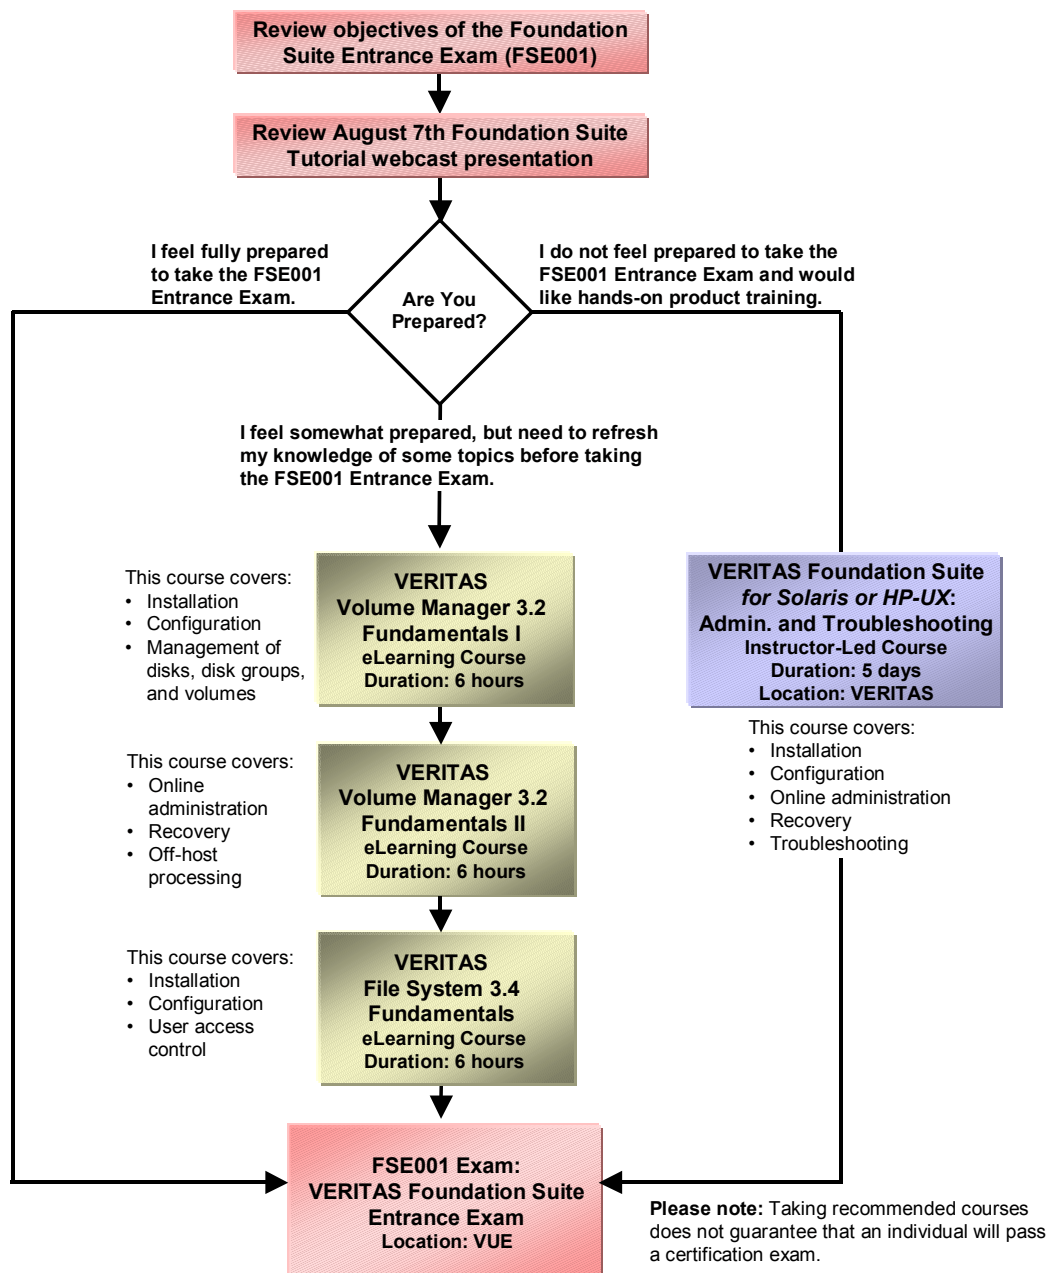 Review objectives of the Foundation
Suite Entrance Exam (FSE001)
Review August 7th Foundation Suite
Tutorial webcast presentation
I feel fully prepared
to take the FSE001
Entrance Exam.
Are You
Prepared?
I do not feel prepared to take the
FSE001 Entrance Exam and would
like hands-on product training.
I feel somewhat prepared, but need to refresh
my knowledge of some topics before taking
the FSE001 Entrance Exam.
This course covers:
• Installation
• Configuration
• Management of
disks, disk groups,
and volumes
VERITAS
Volume Manager 3.2
Fundamentals I
eLearning Course
Duration: 6 hours
VERITAS Foundation Suite
for Solaris or HP-UX:
Admin. and Troubleshooting
Instructor-Led Course
Duration: 5 days
Location: VERITAS
This course covers:
• Installation
• Configuration
• Online administration
• Recovery
• Troubleshooting
This course covers:
• Online
administration
• Recovery
• Off-host
processing
VERITAS
Volume Manager 3.2
Fundamentals II
eLearning Course
Duration: 6 hours
This course covers:
• Installation
• Configuration
• User access
control
VERITAS
File System 3.4
Fundamentals
eLearning Course
Duration: 6 hours
FSE001 Exam:
VERITAS Foundation Suite
Entrance Exam
Location: VUE
Please note: Taking recommended courses
does not guarantee that an individual will pass
a certification exam.